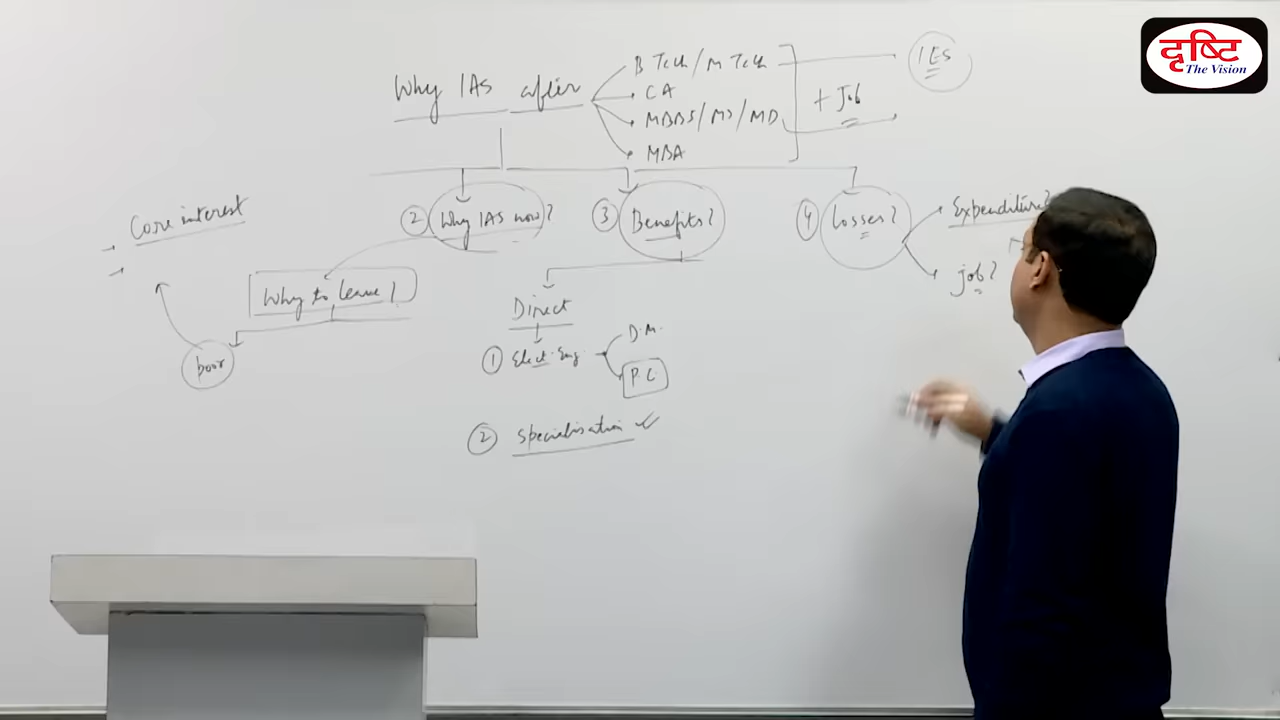 दृष्टि
The Vision
Why IAS after
B Tech/M Tech
CA
MBBS/MS/MD
MBA
+ Job
IES
② Why IAS now?
③ Benefits?
④ Losses?
Core interest
Why to leave?
poor
Direct
① Elect. Eng
D.M.
P.C
② Specialisation ✓
Expenditure?
job?